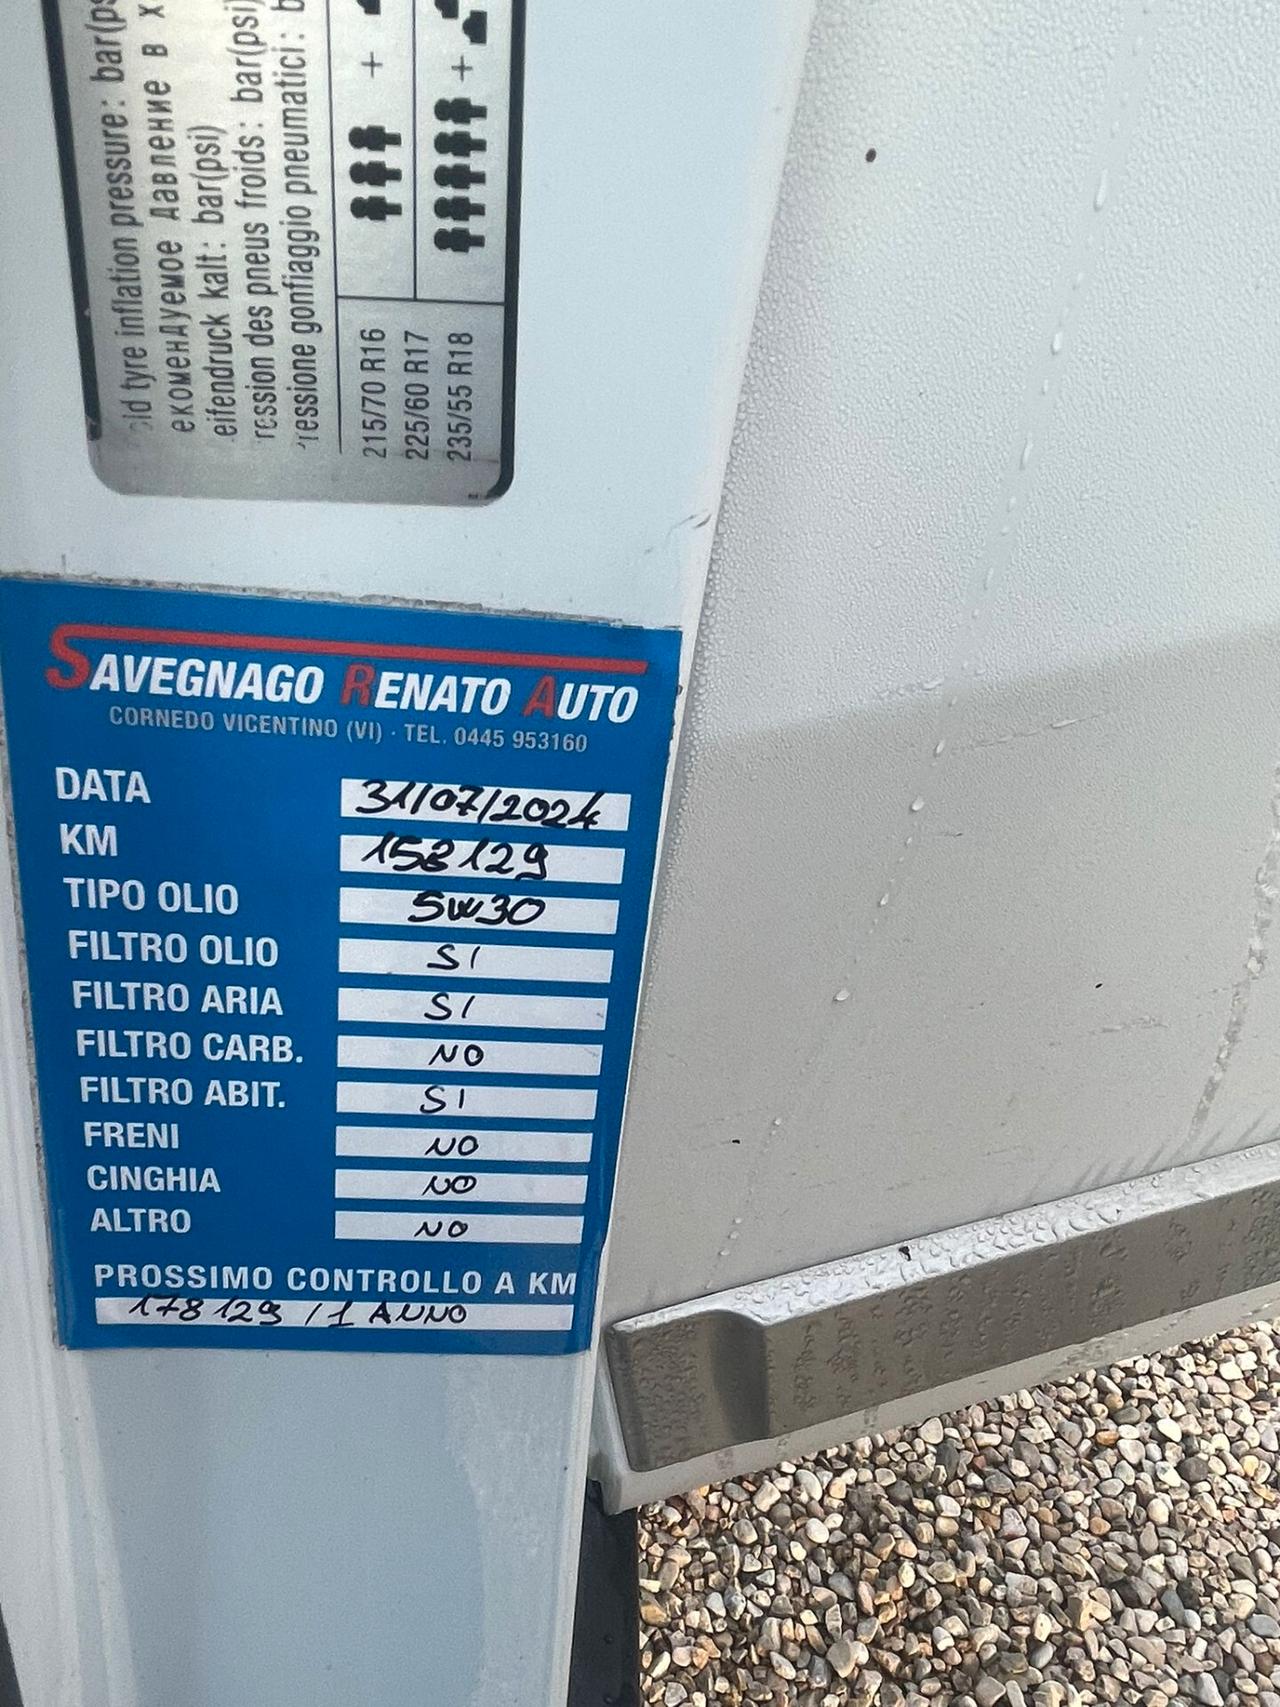 old tyre inflation pressure: bar(ps
екомендуемое давление в х
eifendruck kalt: bar(psi)
ression des pneus froids: bar(psi)
ressione gonfiaggio pneumatici: b
215/70 R16
225/60 R17
235/55 R18
+
+
SAVEGNAGO RENATO AUTO
CORNEDO VICENTINO (VI) · TEL. 0445 953160
DATA 31/07/2024
KM 158129
TIPO OLIO 5W30
FILTRO OLIO SI
FILTRO ARIA SI
FILTRO CARB. NO
FILTRO ABIT. SI
FRENI NO
CINGHIA NO
ALTRO NO
PROSSIMO CONTROLLO A KM
178129 / 1 ANNO